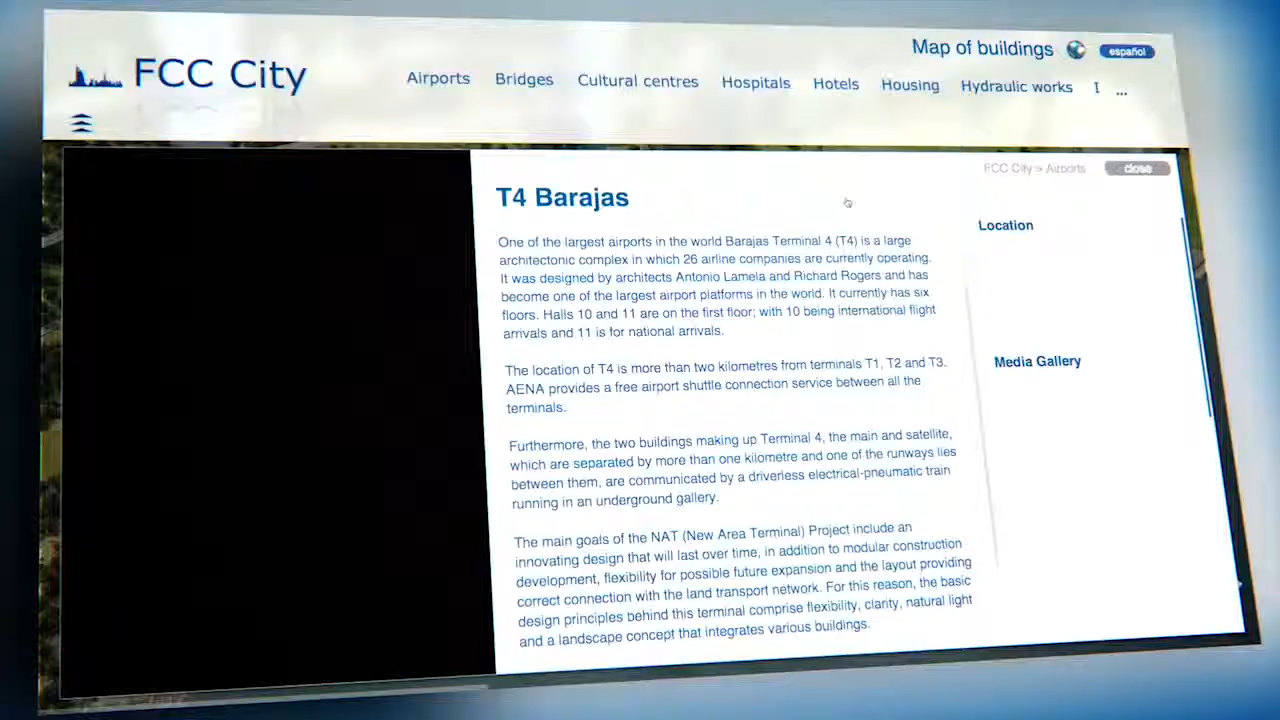 Map of buildings
español
FCC City
Airports Bridges Cultural centres Hospitals Hotels Housing Hydraulic works I ...
FCC City > Airports
close
T4 Barajas
One of the largest airports in the world Barajas Terminal 4 (T4) is a large
architectonic complex in which 26 airline companies are currently operating.
It was designed by architects Antonio Lamela and Richard Rogers and has
become one of the largest airport platforms in the world. It currently has six
floors. Halls 10 and 11 are on the first floor; with 10 being international flight
arrivals and 11 is for national arrivals.
The location of T4 is more than two kilometres from terminals T1, T2 and T3.
AENA provides a free airport shuttle connection service between all the
terminals.
Furthermore, the two buildings making up Terminal 4, the main and satellite,
which are separated by more than one kilometre and one of the runways lies
between them, are communicated by a driverless electrical-pneumatic train
running in an underground gallery.
The main goals of the NAT (New Area Terminal) Project include an
innovating design that will last over time, in addition to modular construction
development, flexibility for possible future expansion and the layout providing
correct connection with the land transport network. For this reason, the basic
design principles behind this terminal comprise flexibility, clarity, natural light
and a landscape concept that integrates various buildings.
Location
Media Gallery